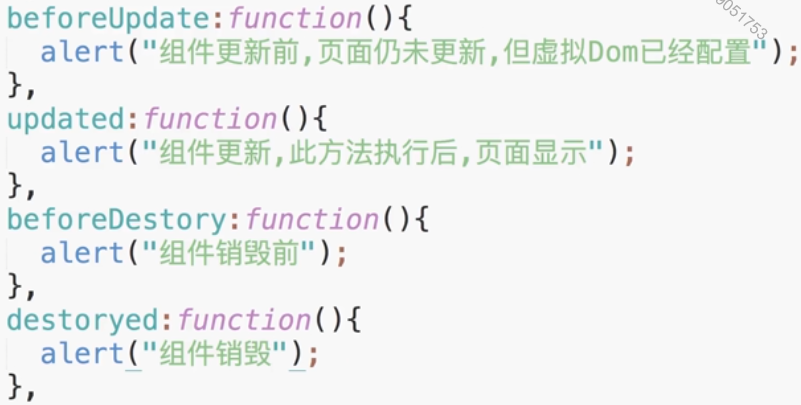 9051753
beforeUpdate:function(){
alert("组件更新前,页面仍未更新,但虚拟Dom已经配置");
},
updated:function(){
alert("组件更新,此方法执行后,页面显示");
},
beforeDestory:function(){
alert("组件销毁前");
},
destoryed:function(){
alert("组件销毁");
},